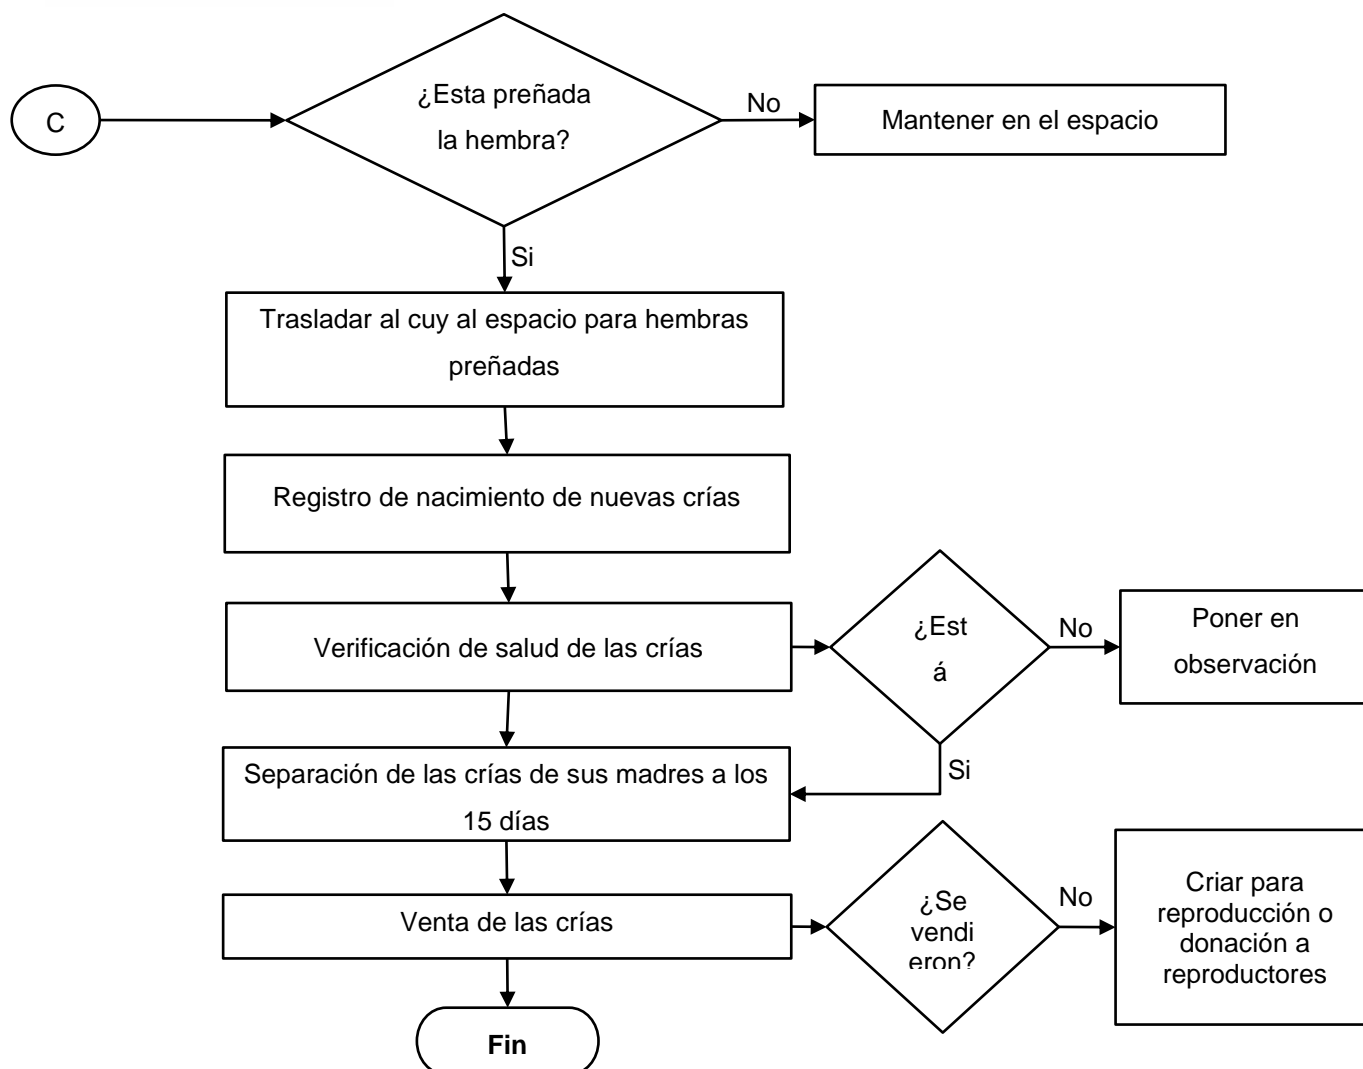 C
¿Esta preñada
la hembra?
No
Mantener en el espacio
Si
Trasladar al cuy al espacio para hembras
preñadas
Registro de nacimiento de nuevas crías
Verificación de salud de las crías
¿Est
á
No
Poner en
observación
Si
Separación de las crías de sus madres a los
15 días
Venta de las crías
¿Se
vendi
eron?
No
Criar para
reproducción o
donación a
reproductores
Fin